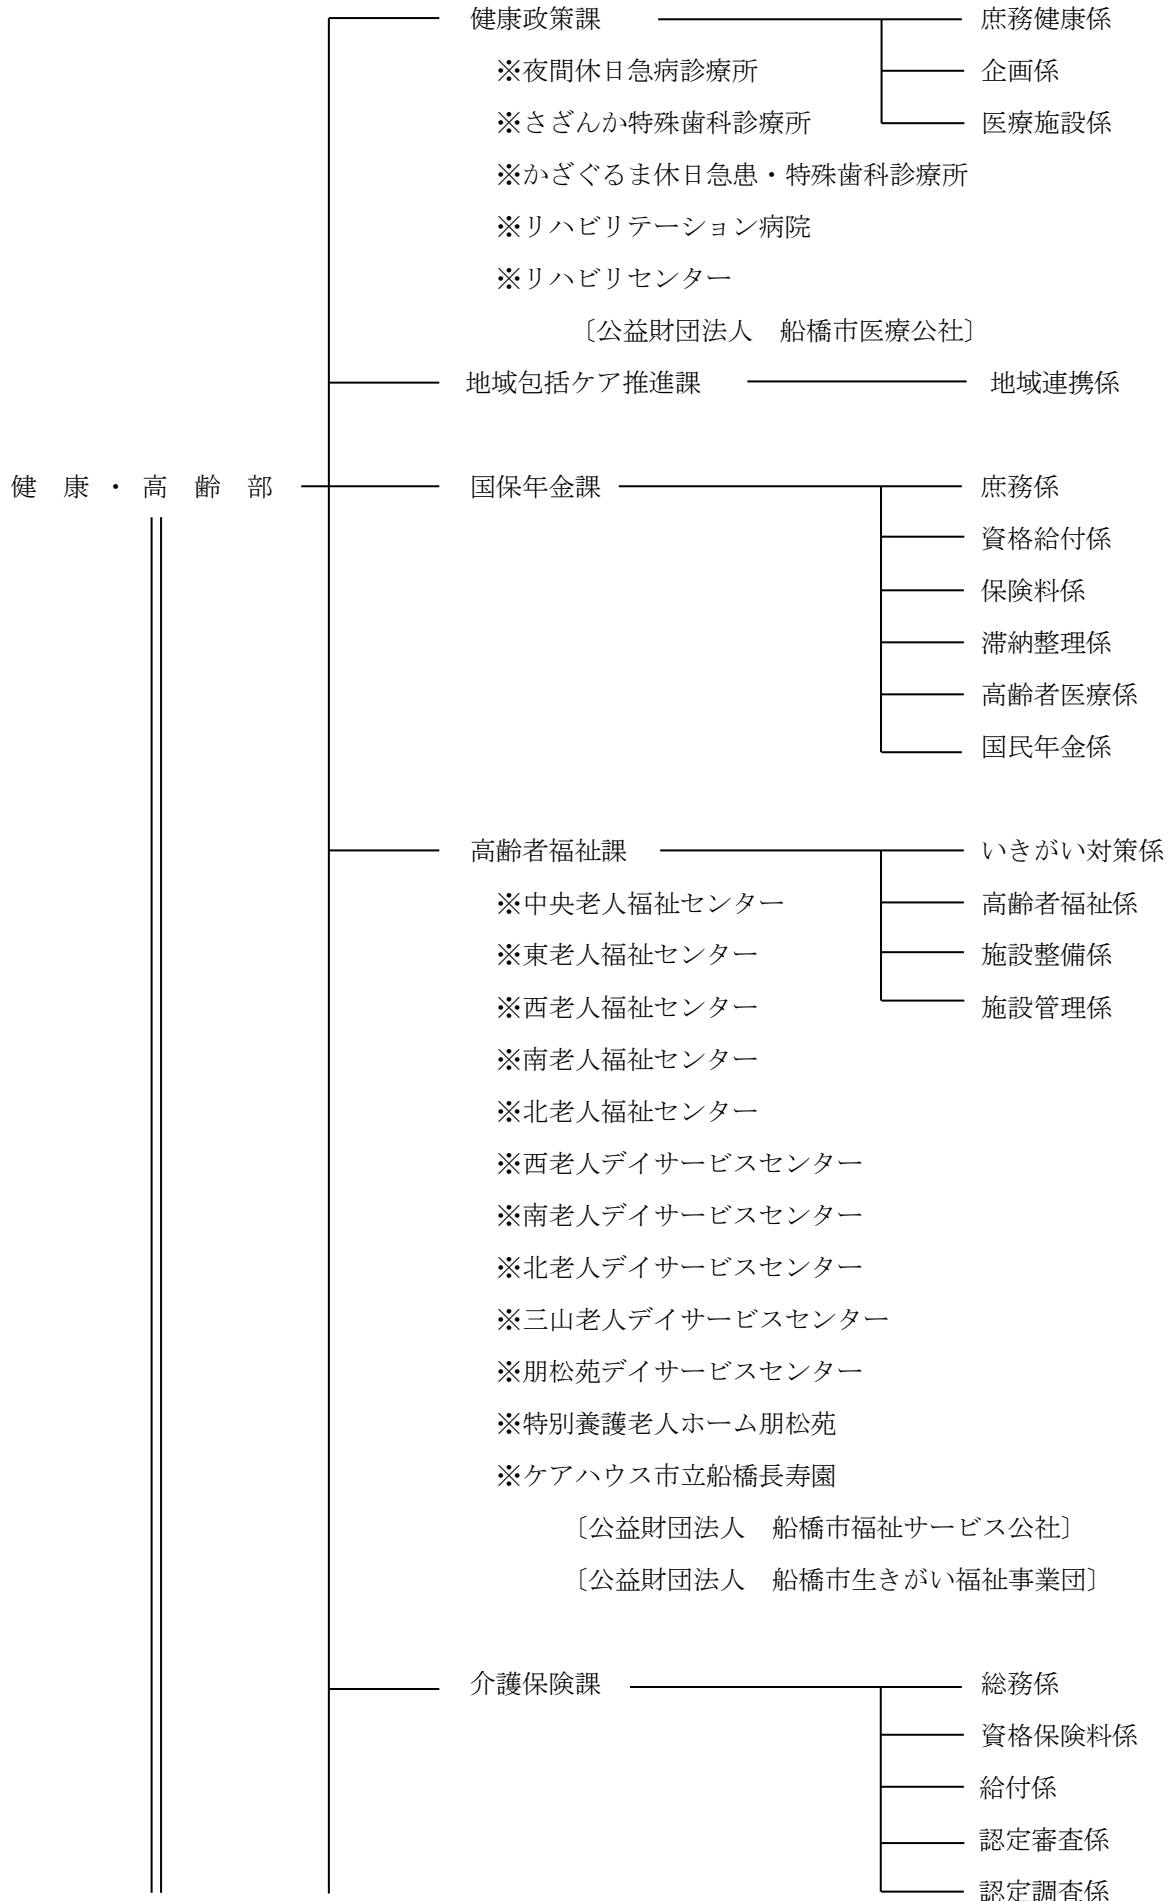 健康政策課 庶務健康係
※夜間休日急病診療所 企画係
※さざんか特殊歯科診療所 医療施設係
※かざぐるま休日急患・特殊歯科診療所
※リハビリテーション病院
※リハビリセンター
〔公益財団法人 船橋市医療公社〕
地域包括ケア推進課 地域連携係
健康・高齢部 国保年金課 庶務係
資格給付係
保険料係
滞納整理係
高齢者医療係
国民年金係
高齢者福祉課 いきがい対策係
※中央老人福祉センター 高齢者福祉係
※東老人福祉センター 施設整備係
※西老人福祉センター 施設管理係
※南老人福祉センター
※北老人福祉センター
※西老人デイサービスセンター
※南老人デイサービスセンター
※北老人デイサービスセンター
※三山老人デイサービスセンター
※朋松苑デイサービスセンター
※特別養護老人ホーム朋松苑
※ケアハウス市立船橋長寿園
〔公益財団法人 船橋市福祉サービス公社〕
〔公益財団法人 船橋市生きがい福祉事業団〕
介護保険課 総務係
資格保険料係
給付係
認定審査係
認定調査係